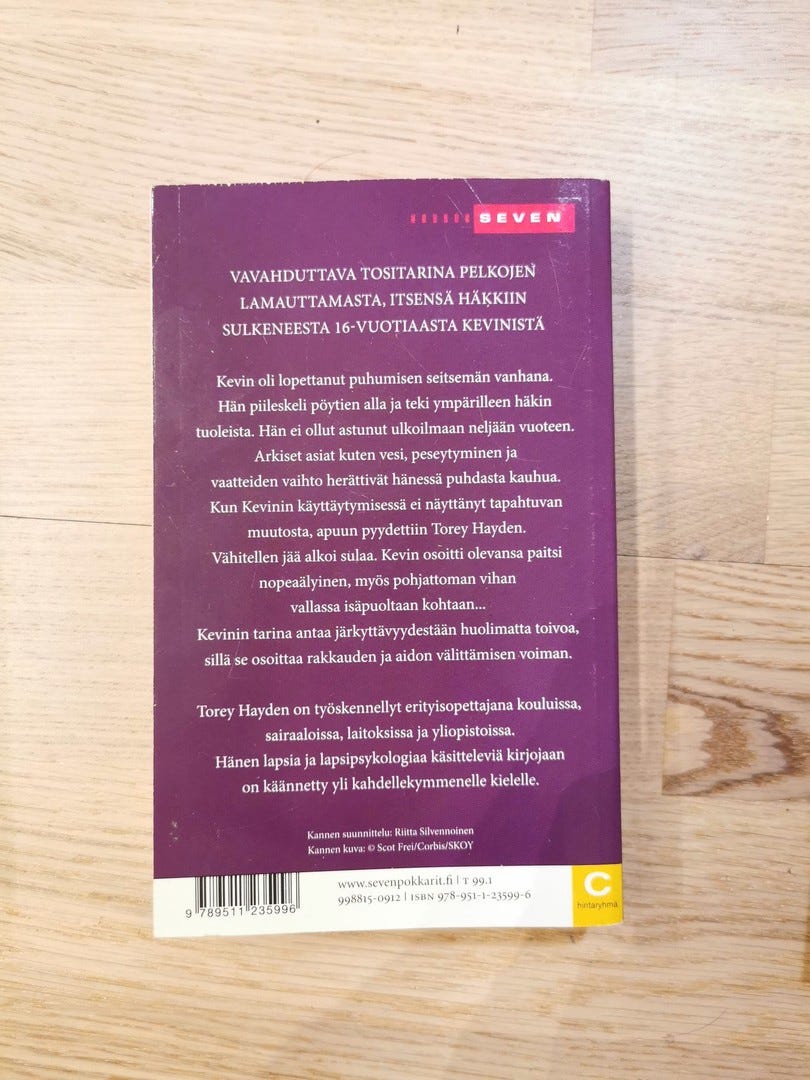 SEVEN
VAVAHDUTTAVA TOSITARINA PELKOJEN
LAMAUTTAMASTA, ITSENSÄ HÄKKIIN
SULKENEESTA 16-VUOTIAASTA KEVINISTÄ
Kevin oli lopettanut puhumisen seitsemän vanhana.
Hän piileskeli pöytien alla ja teki ympärilleen häkin
tuoleista. Hän ei ollut astunut ulkoilmaan neljään vuoteen.
Arkiset asiat kuten vesi, peseytyminen ja
vaatteiden vaihto herättivät hänessä puhdasta kauhua.
Kun Kevinin käyttäytymisessä ei näyttänyt tapahtuvan
muutosta, apuun pyydettiin Torey Hayden.
Vähitellen jää alkoi sulaa. Kevin osoitti olevansa paitsi
nopeaälyinen, myös pohjattoman vihan
vallassa isäpuoltaan kohtaan...
Kevinin tarina antaa järkyttävyydestään huolimatta toivoa,
sillä se osoittaa rakkauden ja aidon välittämisen voiman.
Torey Hayden on työskennellyt erityisopettajana kouluissa,
sairaaloissa, laitoksissa ja yliopistoissa.
Hänen lapsia ja lapsipsykologiaa käsitteleviä kirjojaan
on käännetty yli kahdellekymmenelle kielelle.
Kannen suunnittelu: Riitta Silvennoinen
Kannen kuva: © Scot Frei/Corbis/SKOY
www.sevenpokkarit.fi | T 99.1
998815-0912 | ISBN 978-951-1-23599-6
9 789511 235996
C
hintaryhmä